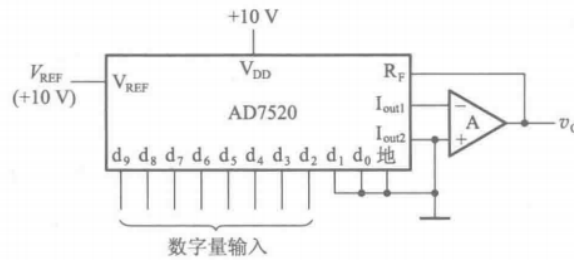 +10 V
V_REF
(+10 V)
V_REF
V_DD
R_F
AD7520
I_out1
I_out2
− A +
v_O
d_9 d_8 d_7 d_6 d_5 d_4 d_3 d_2 d_1 d_0 地
数字量输入